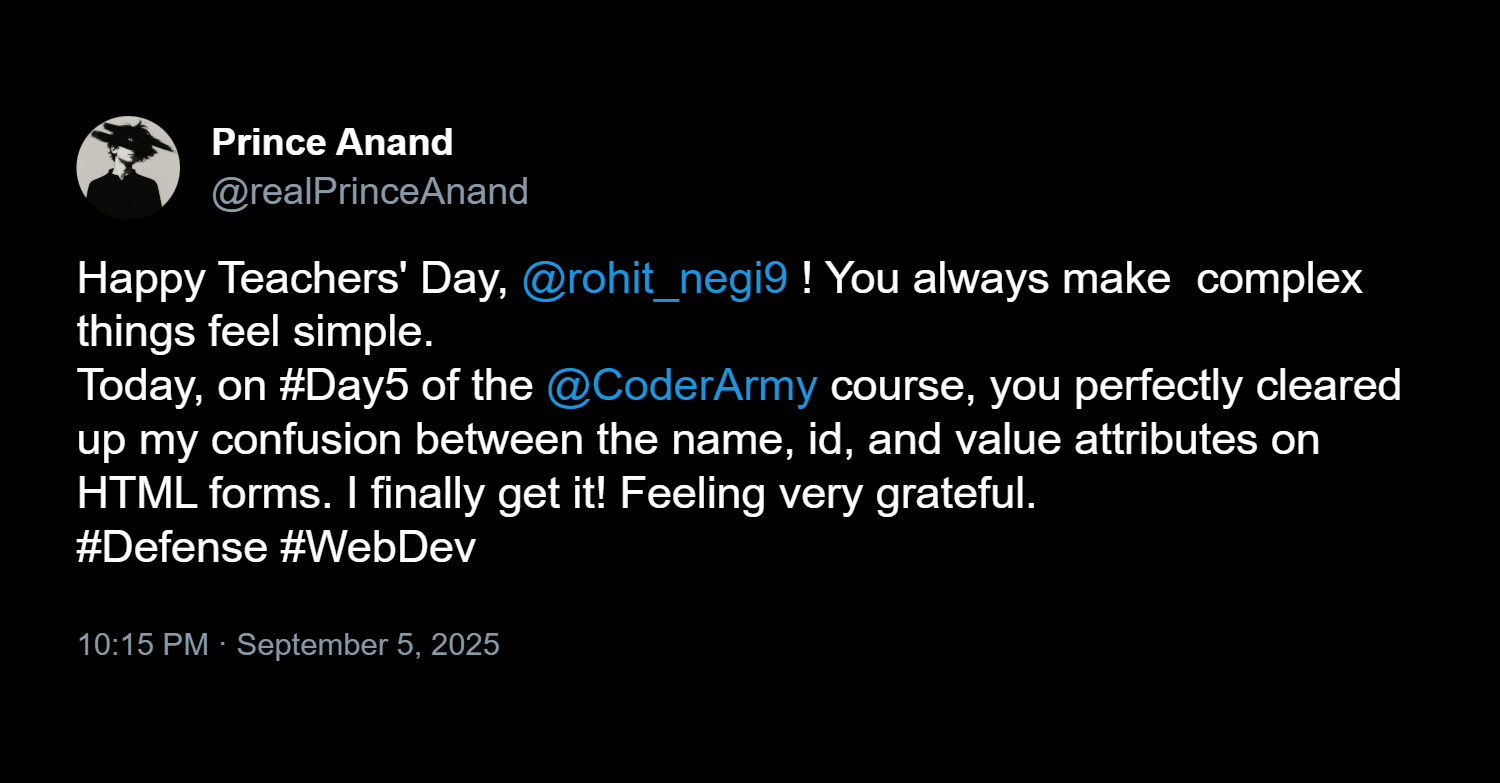 Prince Anand
@realPrinceAnand
Happy Teachers' Day, @rohit_negi9 ! You always make  complex
things feel simple.
Today, on #Day5 of the @CoderArmy course, you perfectly cleared
up my confusion between the name, id, and value attributes on
HTML forms. I finally get it! Feeling very grateful.
#Defense #WebDev
10:15 PM · September 5, 2025